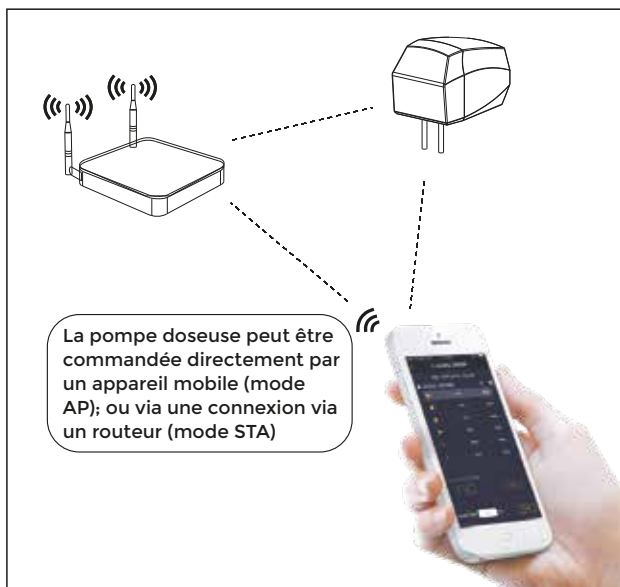 La pompe doseuse peut être
commandée directement par
un appareil mobile (mode
AP); ou via une connexion via
un routeur (mode STA)